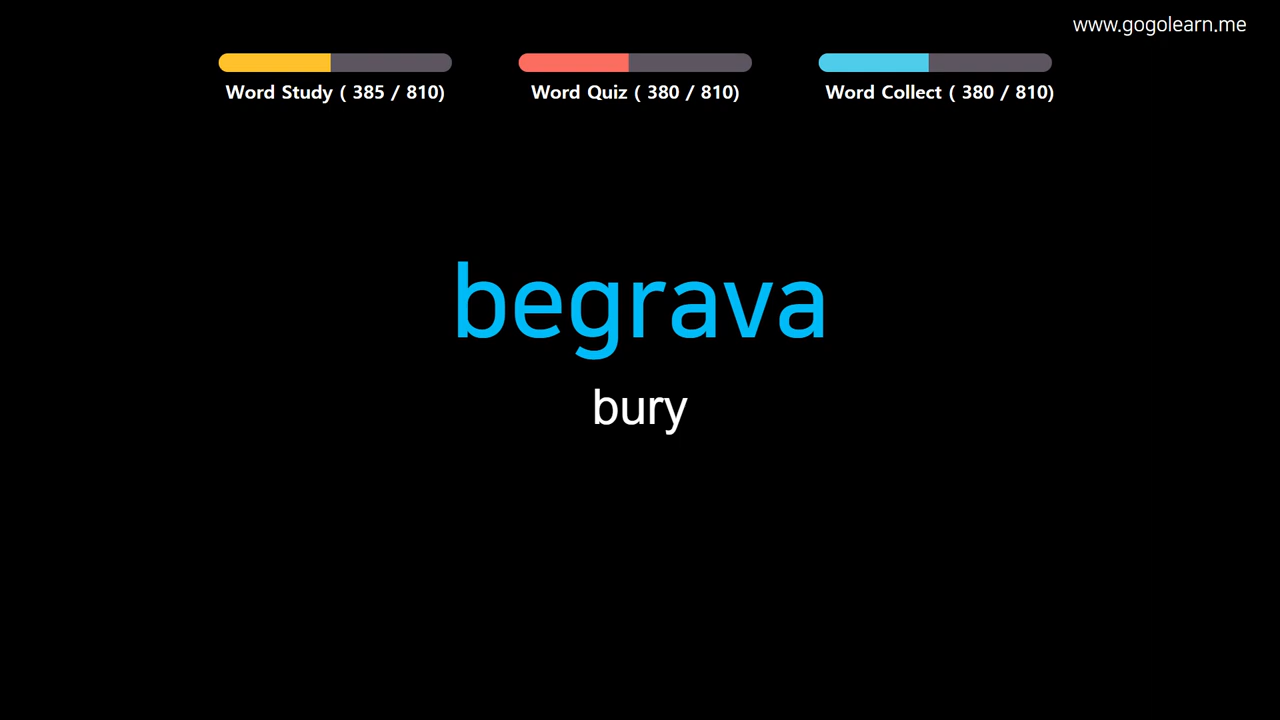 www.gogolearn.me
Word Study ( 385 / 810)
Word Quiz ( 380 / 810)
Word Collect ( 380 / 810)
begrava
bury